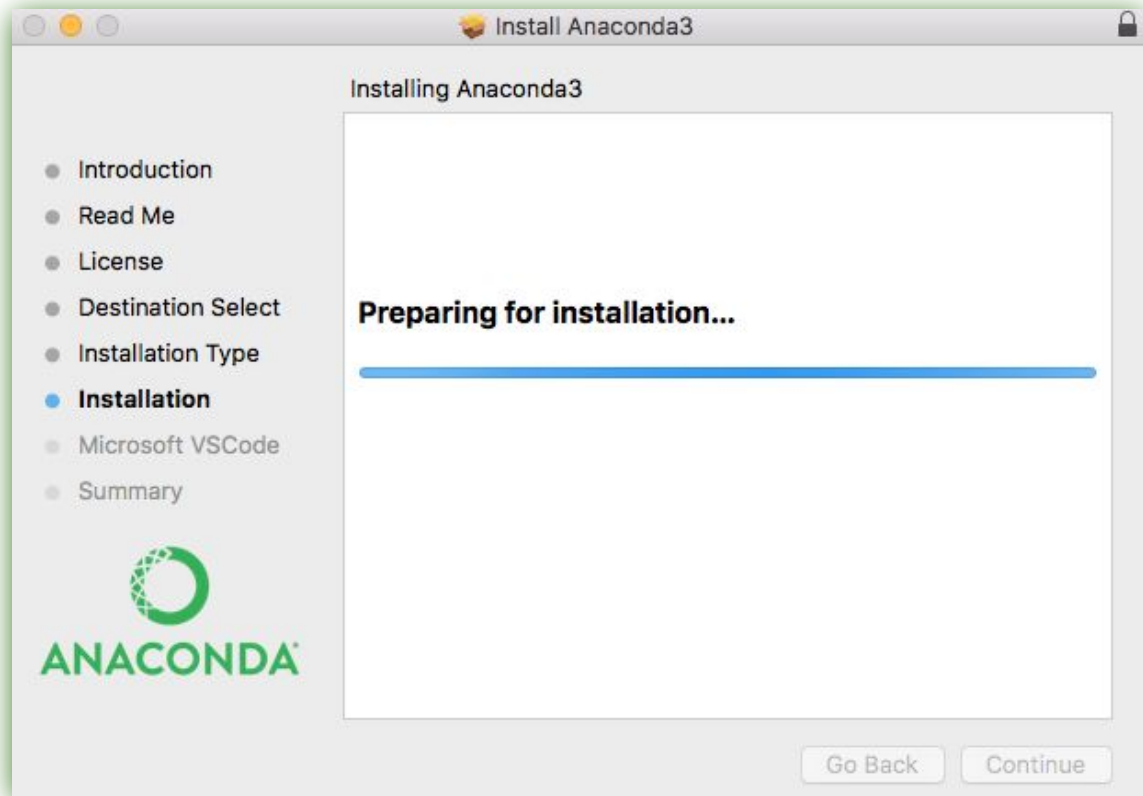 Install Anaconda3
Installing Anaconda3
Introduction
Read Me
License
Destination Select
Installation Type
Installation
Microsoft VSCode
Summary
Preparing for installation...
ANACONDA
Go Back
Continue